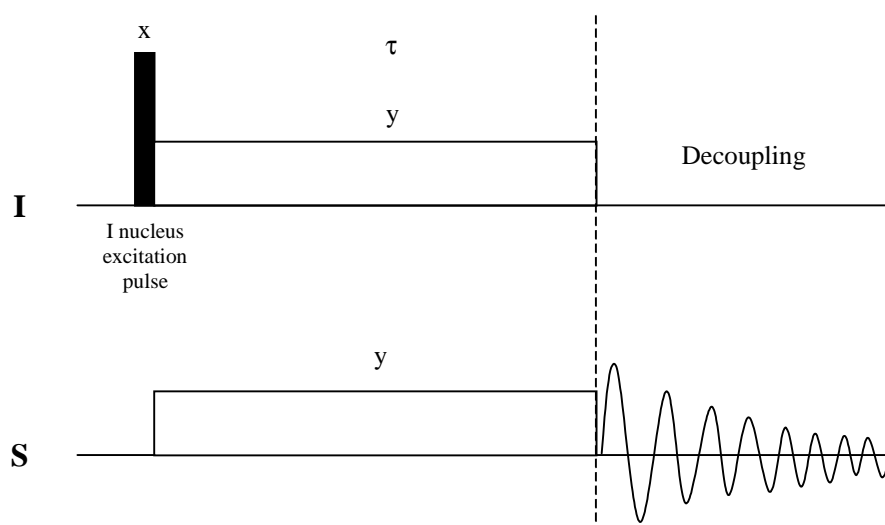 x
τ
y
Decoupling
I
I nucleus
excitation
pulse
y
S